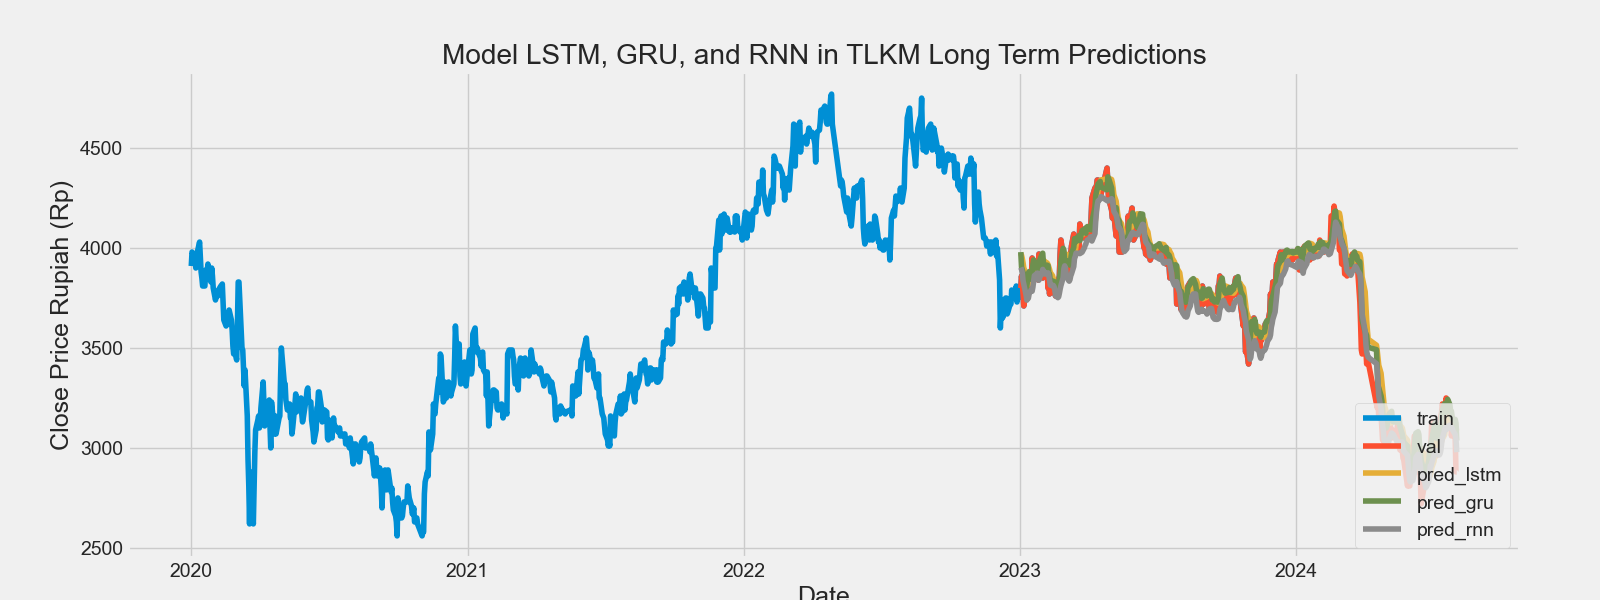 Model LSTM, GRU, and RNN in TLKM Long Term Predictions
Close Price Rupiah (Rp)
4500
4000
3500
3000
2500
2020
2021
2022
2023
2024
Date
train
val
pred_lstm
pred_gru
pred_rnn